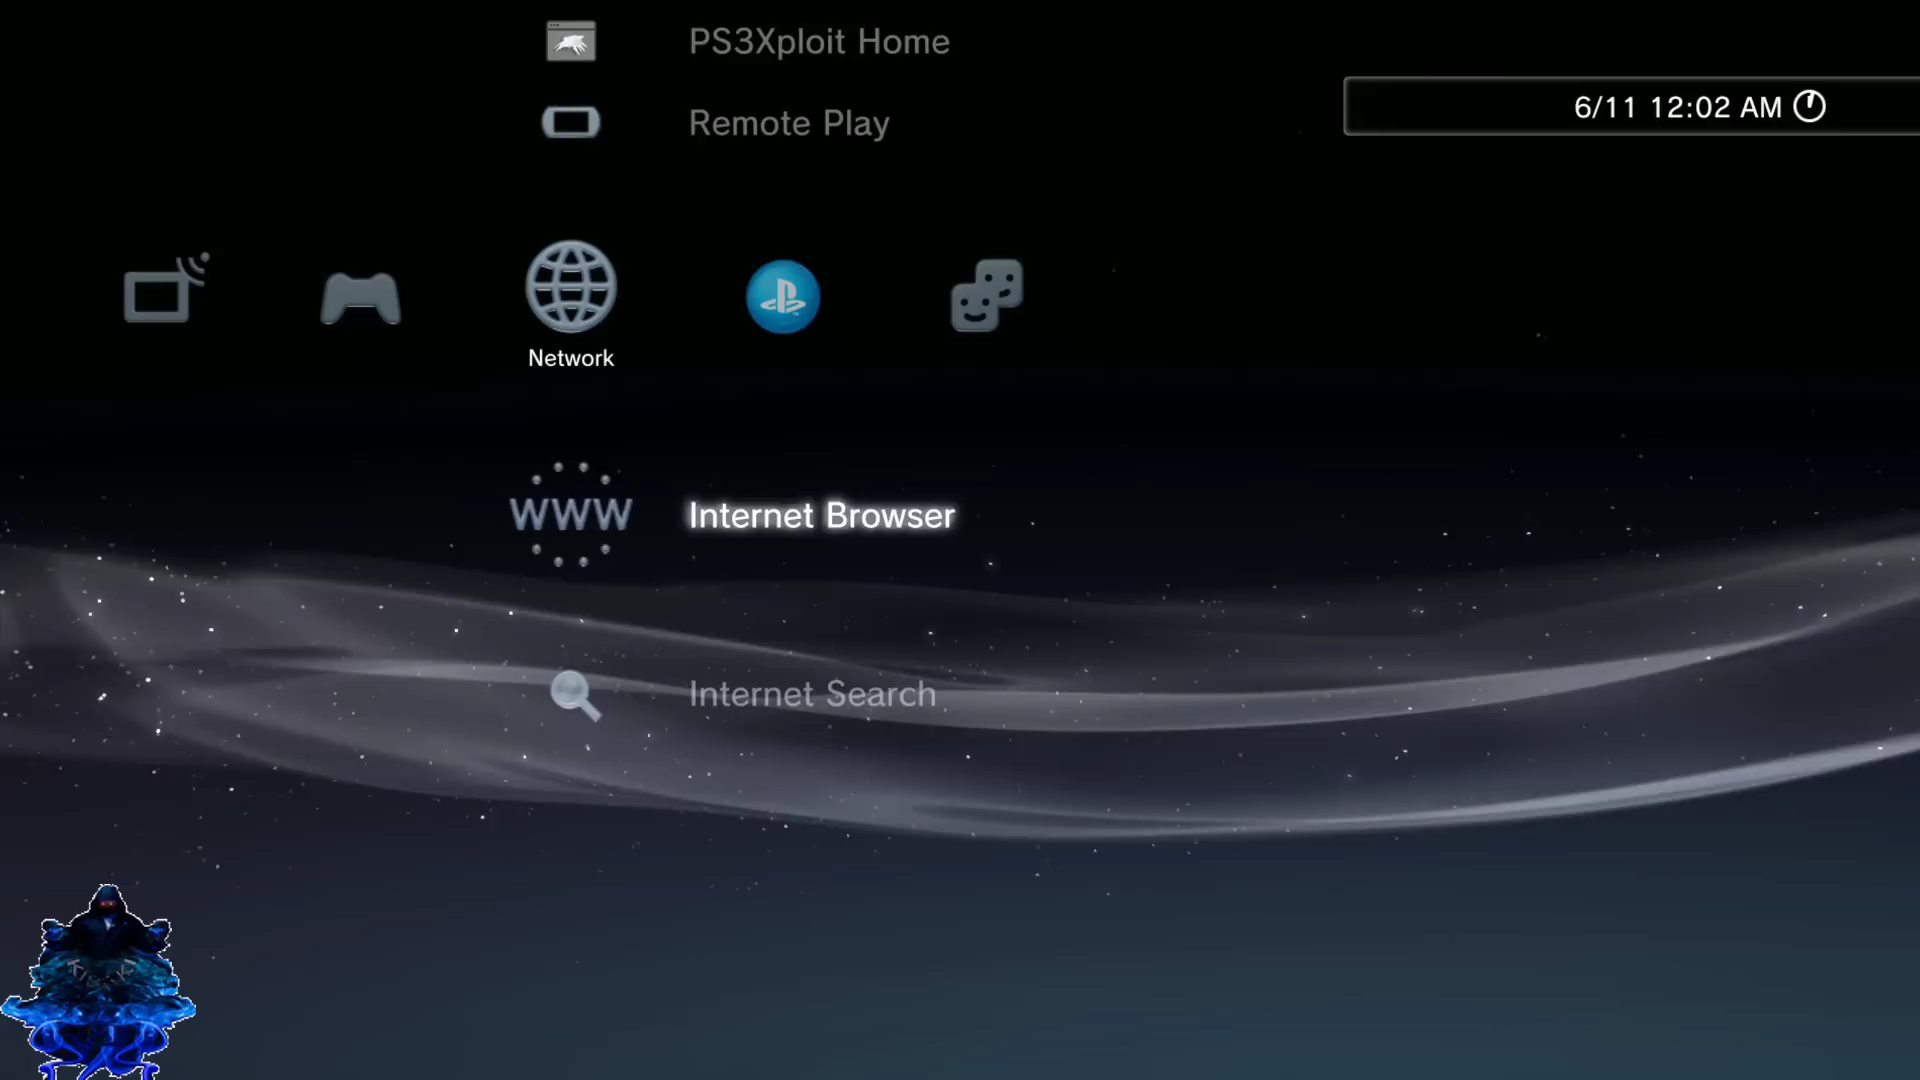 PS3Xploit Home
Remote Play
6/11 12:02 AM
Network
WWW
Internet Browser
Internet Search